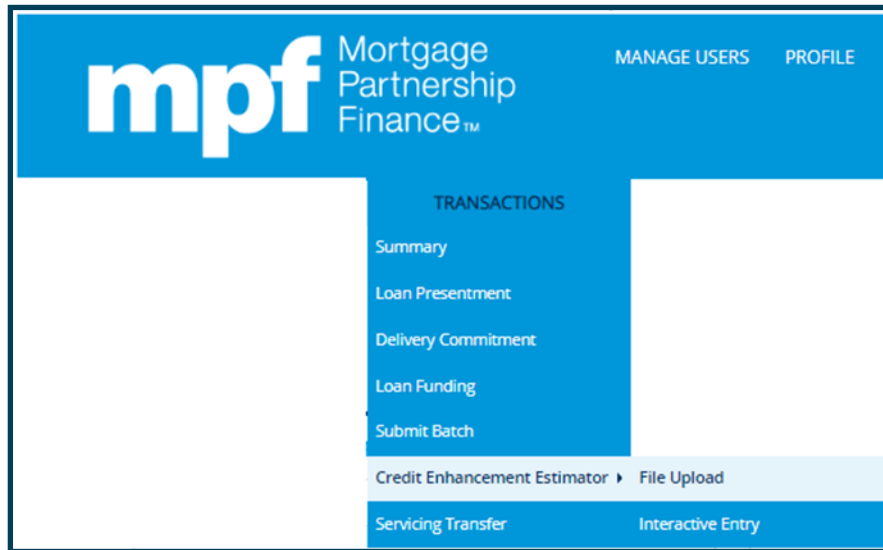 mpf
Mortgage
Partnership
Finance™
MANAGE USERS PROFILE
TRANSACTIONS
Summary
Loan Presentment
Delivery Commitment
Loan Funding
Submit Batch
Credit Enhancement Estimator File Upload
Servicing Transfer Interactive Entry